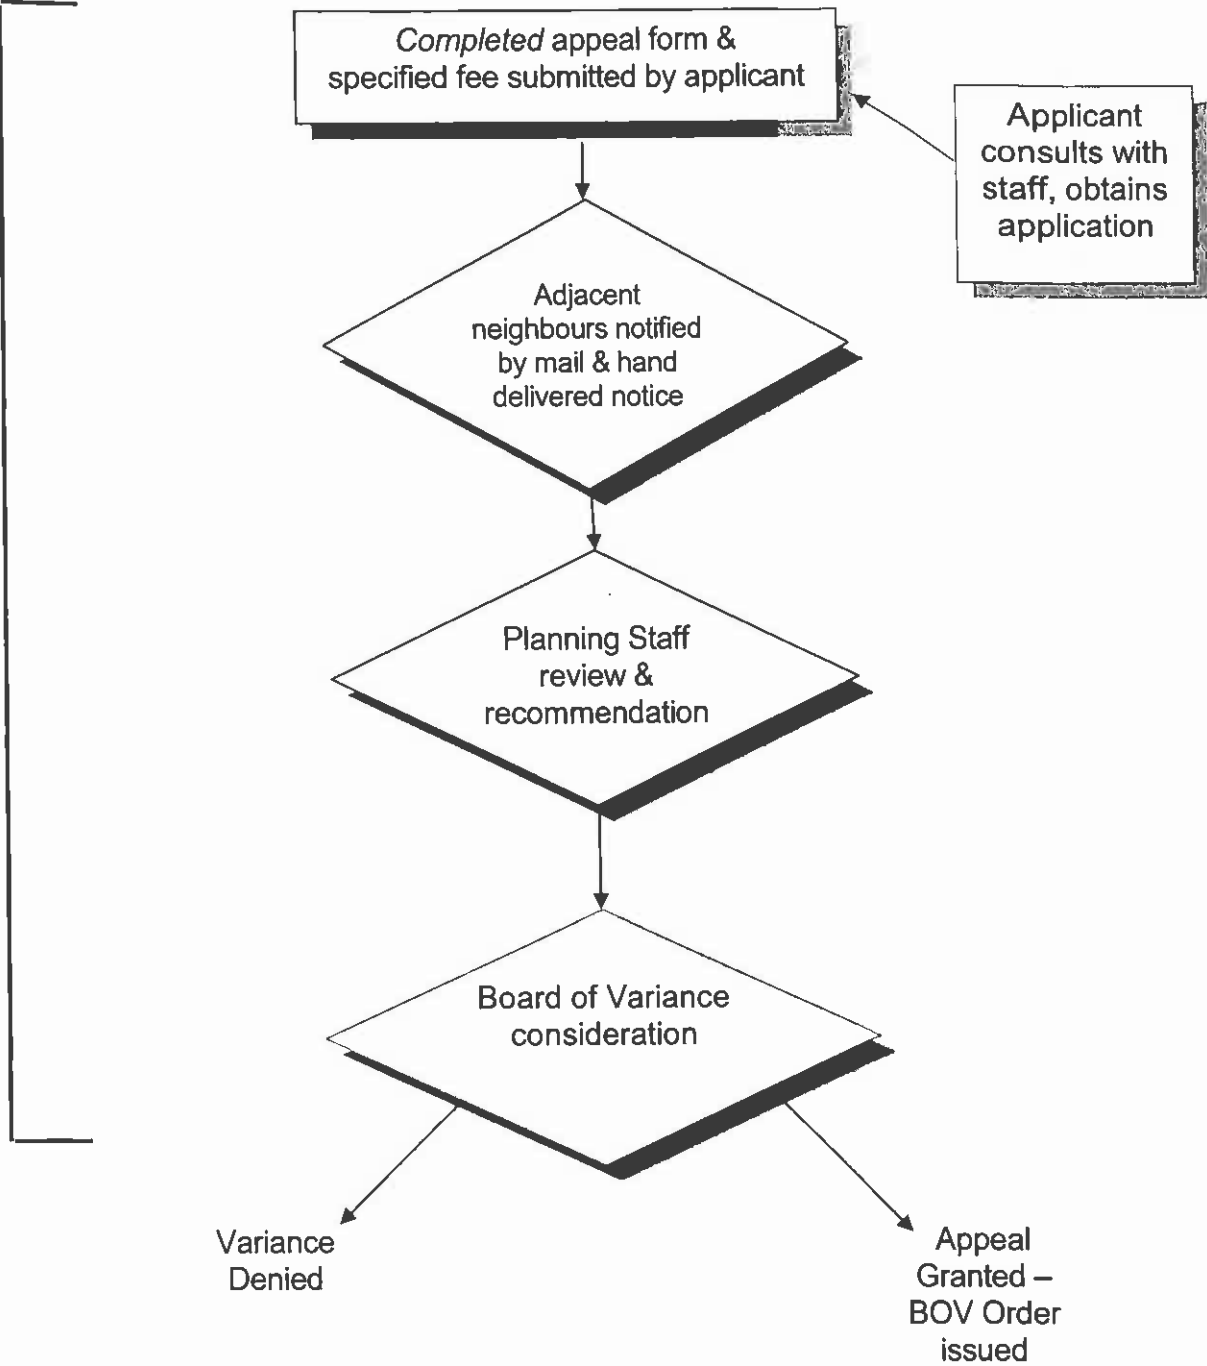 Completed appeal form &
specified fee submitted by applicant
Applicant
consults with
staff, obtains
application
Adjacent
neighbours notified
by mail & hand
delivered notice
Planning Staff
review &
recommendation
Board of Variance
consideration
Variance
Denied
Appeal
Granted –
BOV Order
issued